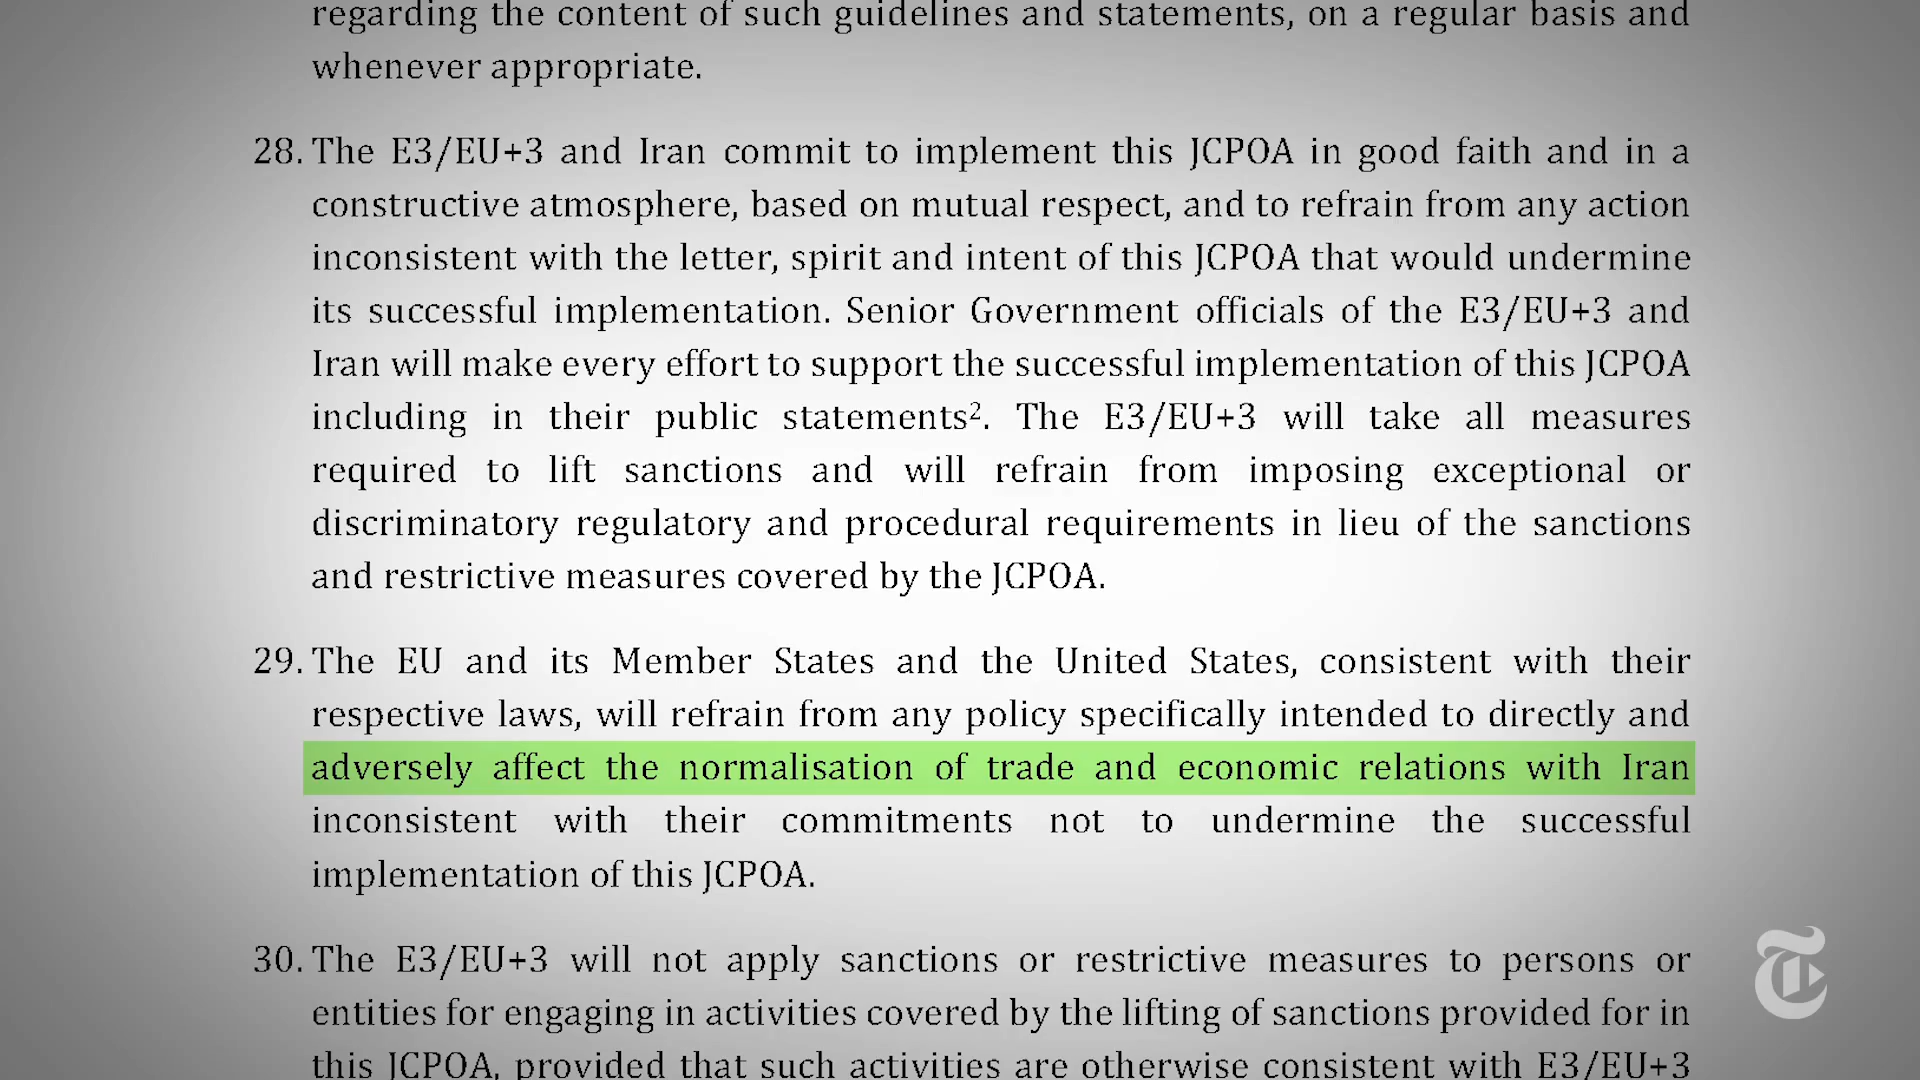 regarding the content of such guidelines and statements, on a regular basis and
whenever appropriate.
28. The E3/EU+3 and Iran commit to implement this JCPOA in good faith and in a
constructive atmosphere, based on mutual respect, and to refrain from any action
inconsistent with the letter, spirit and intent of this JCPOA that would undermine
its successful implementation. Senior Government officials of the E3/EU+3 and
Iran will make every effort to support the successful implementation of this JCPOA
including in their public statements². The E3/EU+3 will take all measures
required to lift sanctions and will refrain from imposing exceptional or
discriminatory regulatory and procedural requirements in lieu of the sanctions
and restrictive measures covered by the JCPOA.
29. The EU and its Member States and the United States, consistent with their
respective laws, will refrain from any policy specifically intended to directly and
adversely affect the normalisation of trade and economic relations with Iran
inconsistent with their commitments not to undermine the successful
implementation of this JCPOA.
30. The E3/EU+3 will not apply sanctions or restrictive measures to persons or
entities for engaging in activities covered by the lifting of sanctions provided for in
this JCPOA, provided that such activities are otherwise consistent with E3/EU+3
T